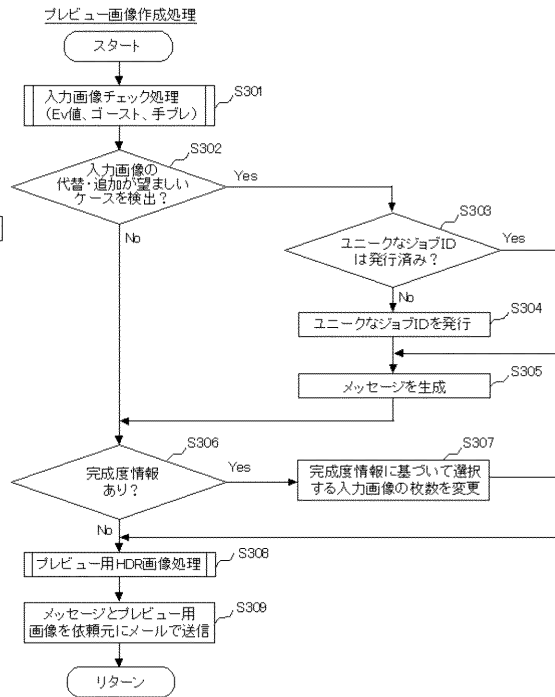 プレビュー画像作成処理
スタート
入力画像チェック処理
（Ev値、ゴースト、手ブレ）
S301
入力画像の
代替・追加が望ましい
ケースを検出？
S302
Yes
No
ユニークなジョブID
は発行済み？
S303
Yes
No
ユニークなジョブIDを発行
S304
メッセージを生成
S305
完成度情報
あり？
S306
Yes
No
完成度情報に基づいて選択
する入力画像の枚数を変更
S307
プレビュー用HDR画像処理
S308
メッセージとプレビュー用
画像を依頼元にメールで送信
S309
リターン